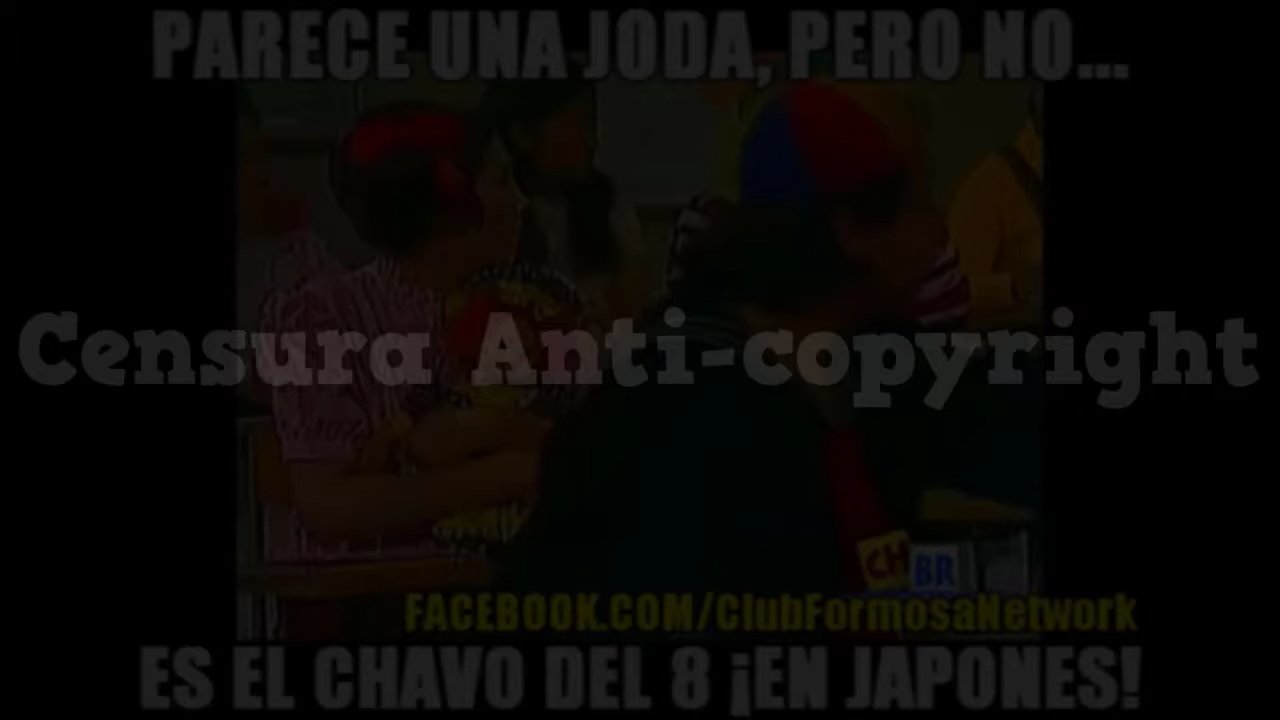 PARECE UNA JODA, PERO NO...
Censura Anti-copyright
CH BR
FACEBOOK.COM/ClubFormosaNetwork
ES EL CHAVO DEL 8 ¡EN JAPONES!